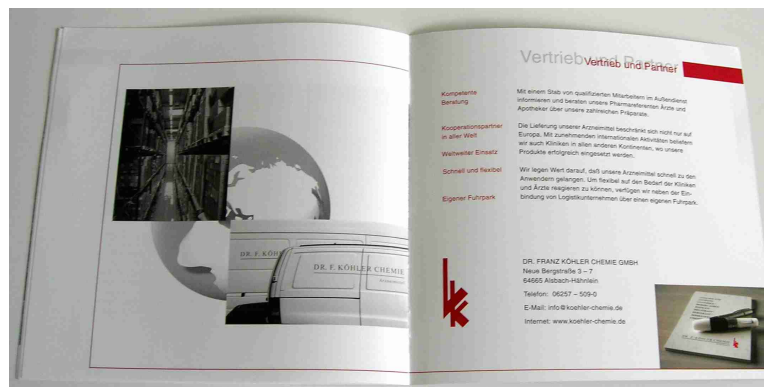 DR. F. KÖH
DR. F. KÖHLER CHEMIE
Vertrieb und Partner
Vertrieb und Partner
Kompetente
Beratung
Mit einem Stab von qualifizierten Mitarbeitern im Außendienst
informieren und beraten unsere Pharmareferenten Ärzte und
Apotheker über unsere zahlreichen Präparate.
Kooperationspartner
in aller Welt
Weltweiter Einsatz
Die Lieferung unserer Arzneimittel beschränkt sich nicht nur auf
Europa. Mit zunehmenden internationalen Aktivitäten beliefern
wir auch Kliniken in allen anderen Kontinenten, wo unsere
Produkte erfolgreich eingesetzt werden.
Schnell und flexibel
Eigener Fuhrpark
Wir legen Wert darauf, daß unsere Arzneimittel schnell zu den
Anwendern gelangen. Um flexibel auf den Bedarf der Kliniken
und Ärzte reagieren zu können, verfügen wir neben der Ein-
bindung von Logistikunternehmen über einen eigenen Fuhrpark.
DR. FRANZ KÖHLER CHEMIE GMBH
Neue Bergstraße 3 – 7
64665 Alsbach-Hähnlein
Telefon: 06257 – 509-0
E-Mail: info@koehler-chemie.de
Internet: www.koehler-chemie.de